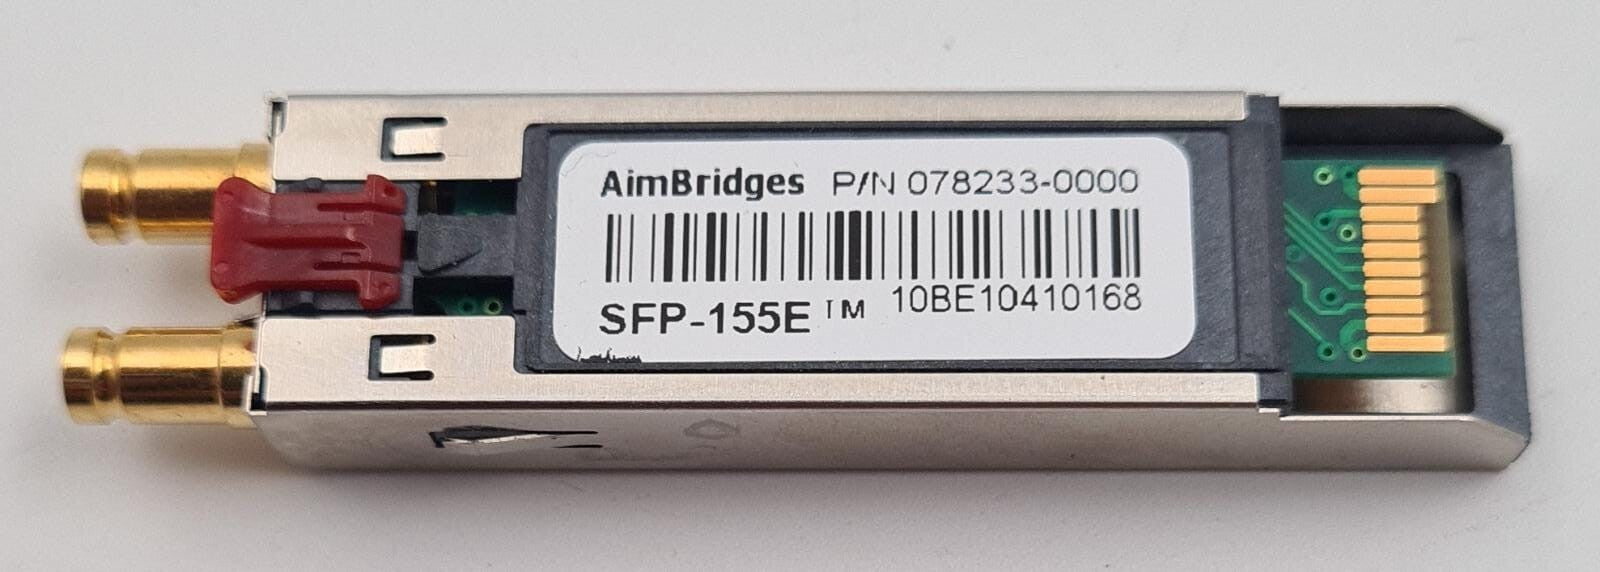 AimBridges P/N 078233-0000
10BE10410168
SFP-155E™